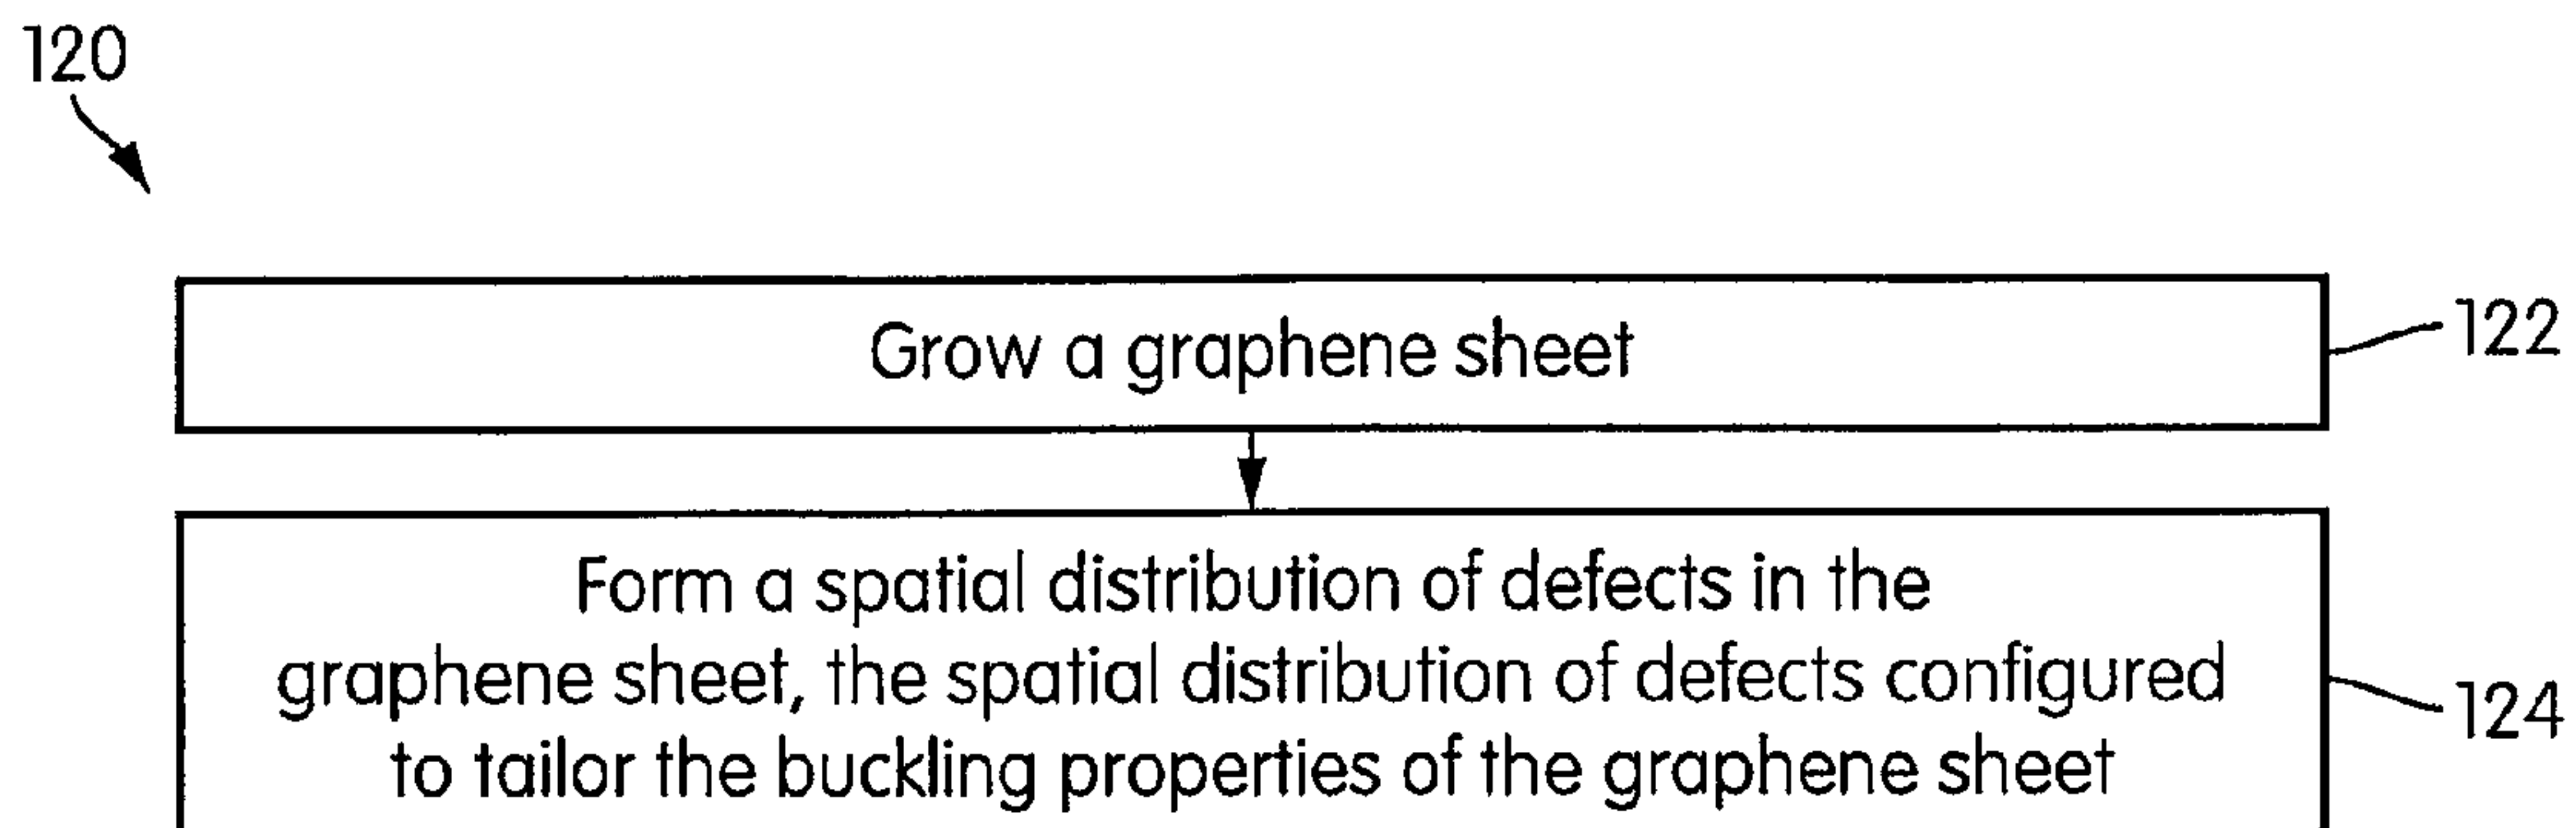 120
Grow a graphene sheet
122
Form a spatial distribution of defects in the
graphene sheet, the spatial distribution of defects configured
to tailor the buckling properties of the graphene sheet
124